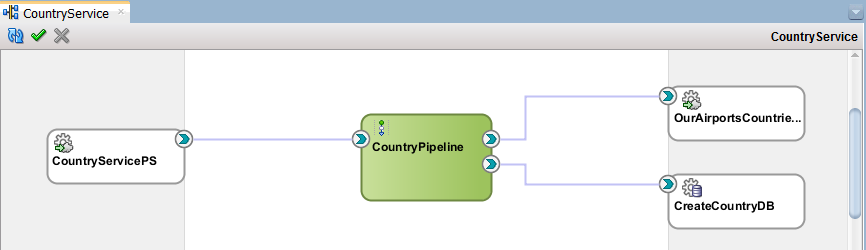 CountryService
CountryService
OurAirportsCountrie...
CountryPipeline
CountryServicePS
CreateCountryDB